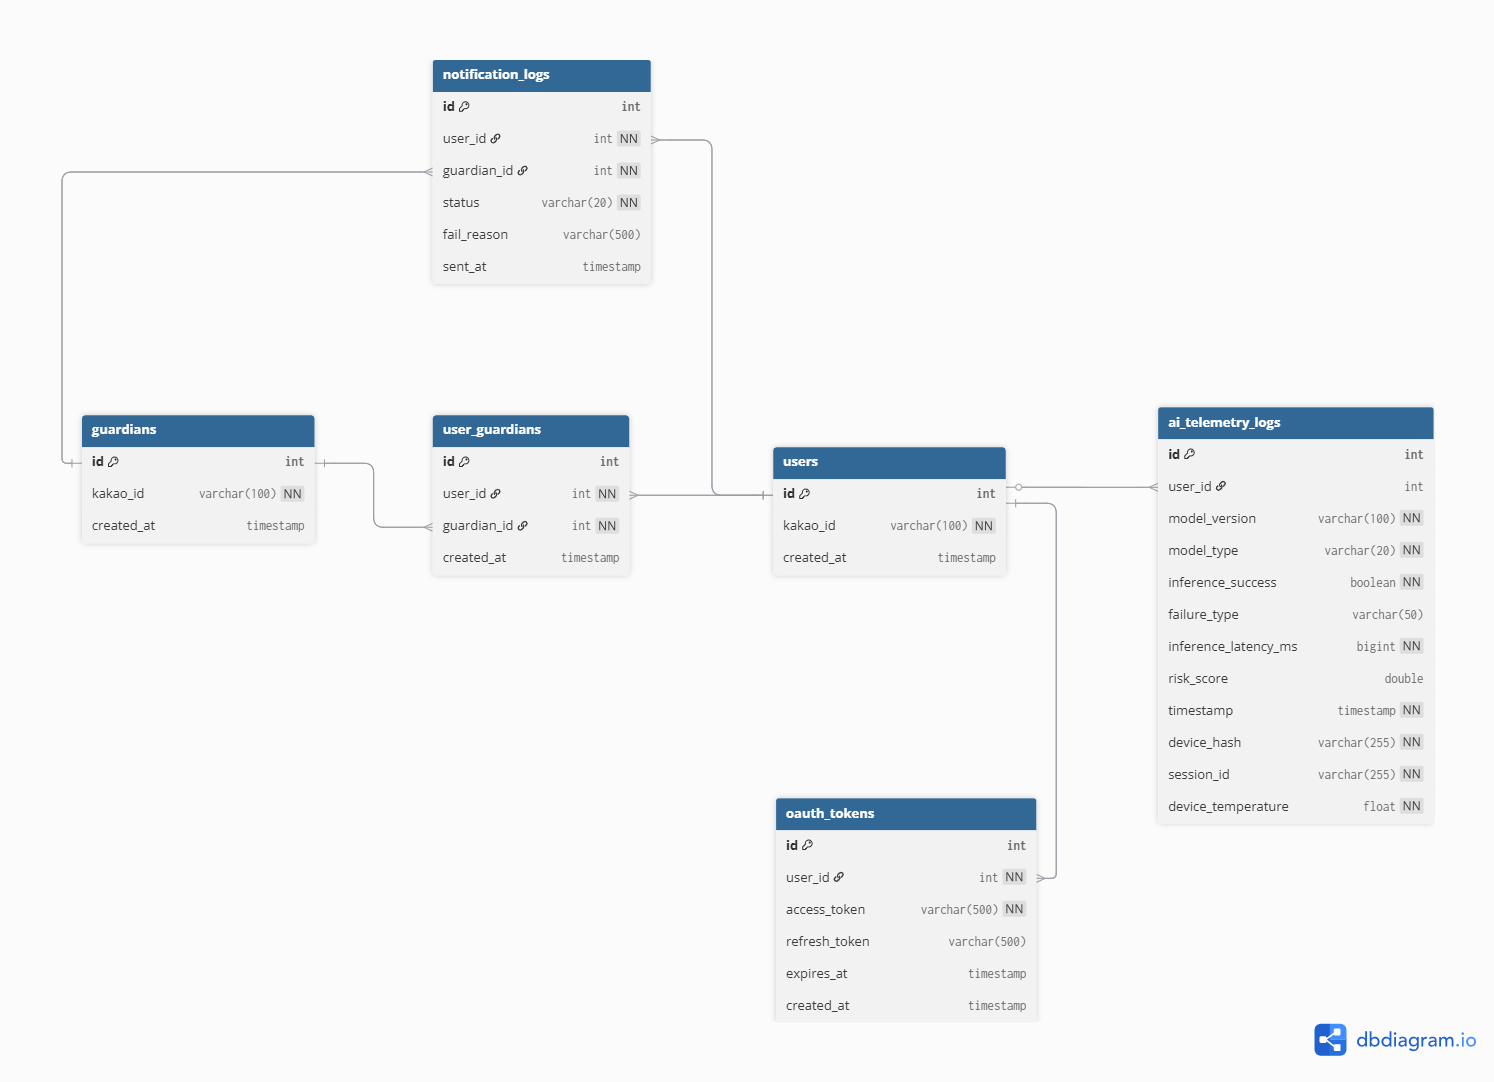 notification_logs
id int
user_id int NN
guardian_id int NN
status varchar(20) NN
fail_reason varchar(500)
sent_at timestamp
guardians
id int
kakao_id varchar(100) NN
created_at timestamp
user_guardians
id int
user_id int NN
guardian_id int NN
created_at timestamp
users
id int
kakao_id varchar(100) NN
created_at timestamp
ai_telemetry_logs
id int
user_id int
model_version varchar(100) NN
model_type varchar(20) NN
inference_success boolean NN
failure_type varchar(50)
inference_latency_ms bigint NN
risk_score double
timestamp timestamp NN
device_hash varchar(255) NN
session_id varchar(255) NN
device_temperature float NN
oauth_tokens
id int
user_id int NN
access_token varchar(500) NN
refresh_token varchar(500)
expires_at timestamp
created_at timestamp
dbdiagram.io